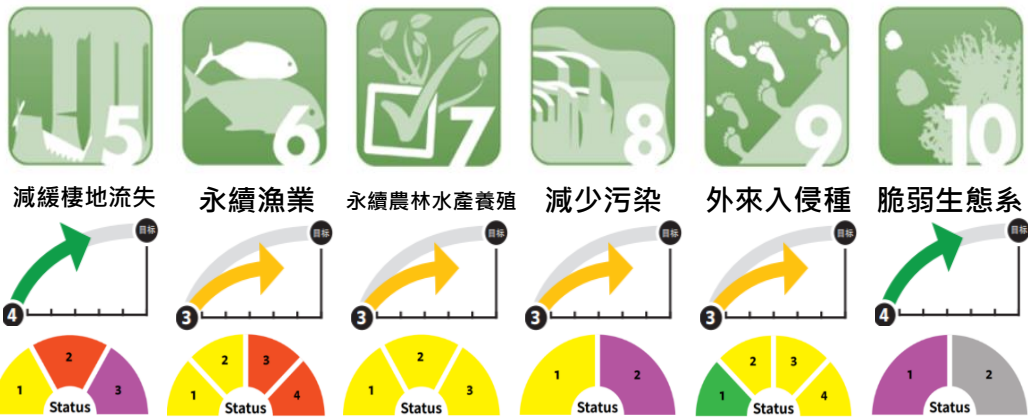 5 6 7 8 9 10
減緩棲地流失 永續漁業 永續農林水產養殖 減少污染 外來入侵種 脆弱生態系
目标 目标 目标 目标 目标 目标
4 3 3 3 3 4
1 2 3 Status
1 2 3 4 Status
1 2 3 Status
1 2 Status
1 2 3 4 Status
1 2 Status